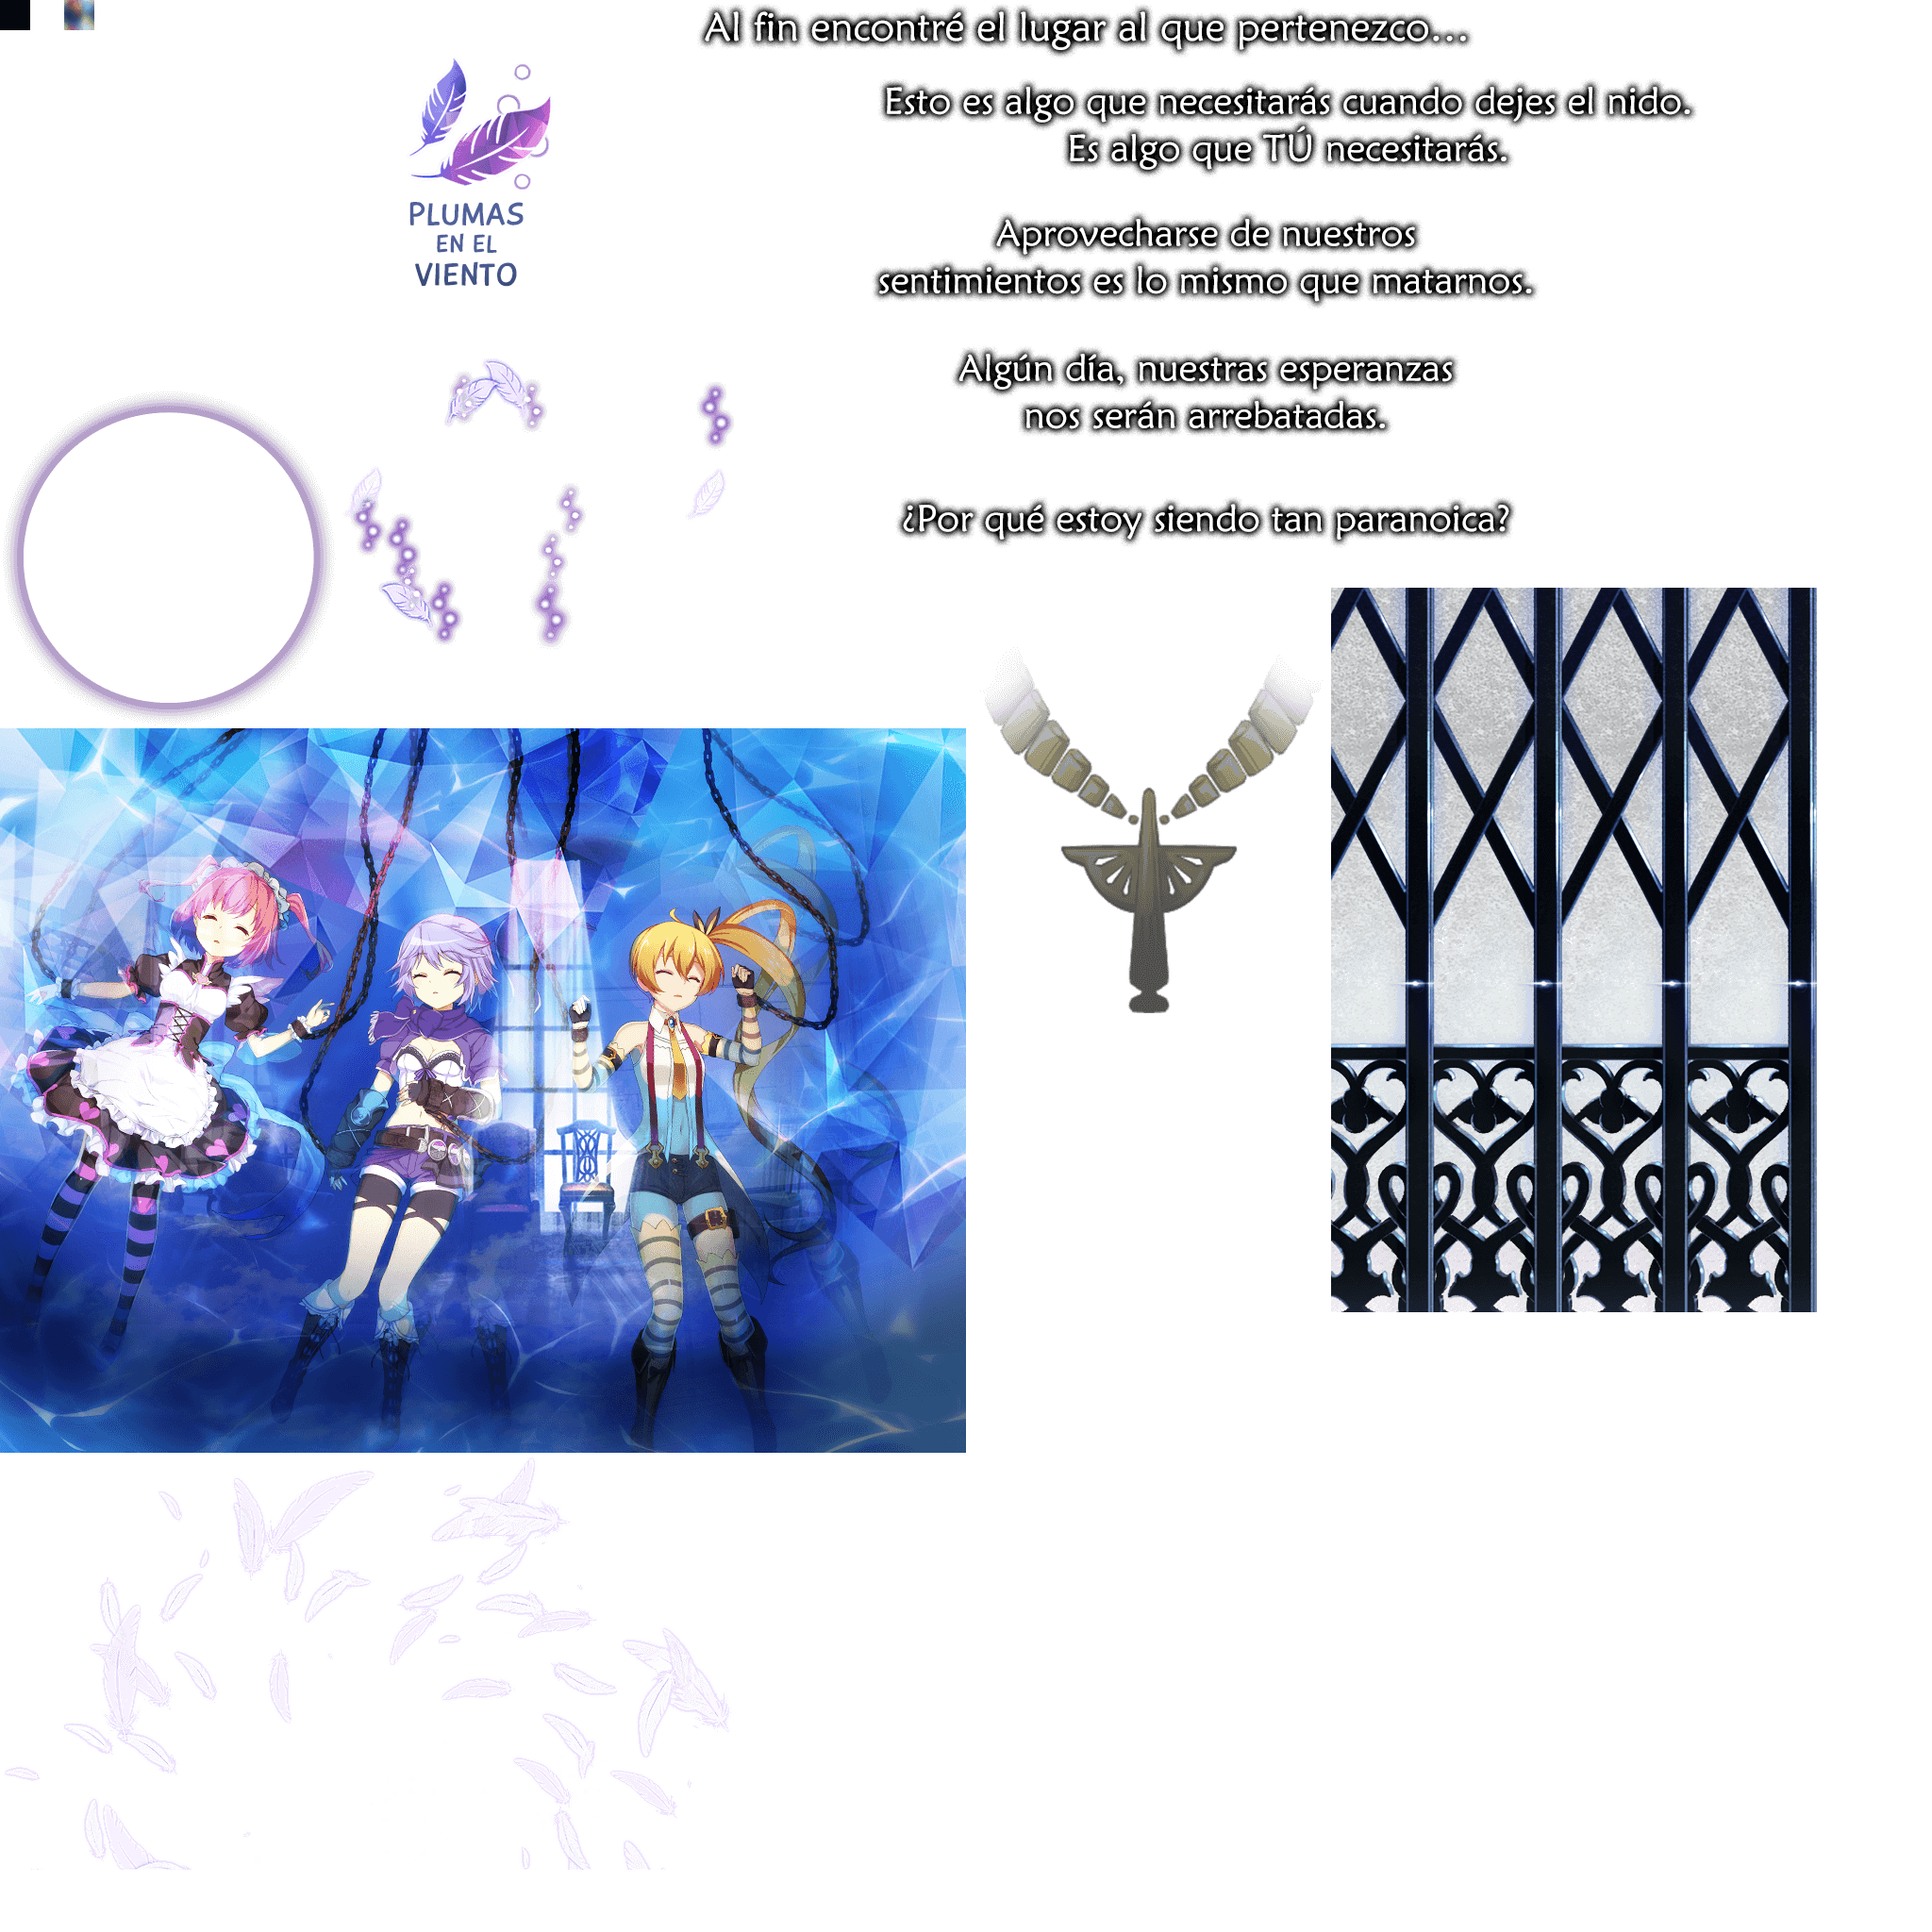 Al fin encontré el lugar al que pertenezco...
Esto es algo que necesitarás cuando dejes el nido.
Es algo que TÚ necesitarás.
PLUMAS
EN EL
VIENTO
Aprovecharse de nuestros
sentimientos es lo mismo que matarnos.
Algún día, nuestras esperanzas
nos serán arrebatadas.
¿Por qué estoy siendo tan paranoica?